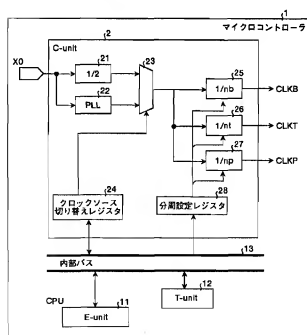 1
マイクロコントローラ
2
C-unit
X0
21
1/2
22
PLL
23
25
1/nb
CLKB
26
1/nt
CLKT
27
1/np
CLKP
24
クロックソース
切り替えレジスタ
28
分周設定レジスタ
13
内部バス
CPU
11
E-unit
12
T-unit